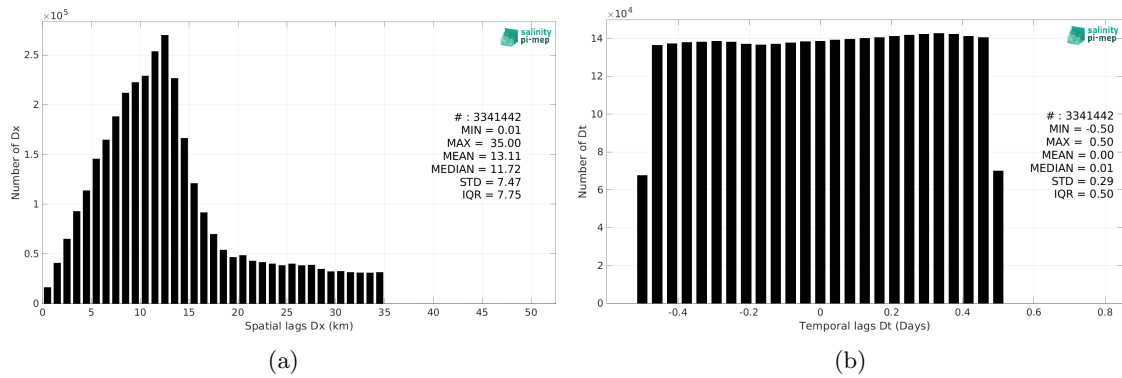 ×10⁵
salinity
pi-mep
2.5
2
1.5
1
0.5
0
Number of Dx
# : 3341442
MIN = 0.01
MAX = 35.00
MEAN = 13.11
MEDIAN = 11.72
STD = 7.47
IQR = 7.75
0 5 10 15 20 25 30 35 40 45 50
Spatial lags Dx (km)
(a)
×10⁴
salinity
pi-mep
14
12
10
8
6
4
2
0
Number of Dt
# : 3341442
MIN = -0.50
MAX = 0.50
MEAN = 0.00
MEDIAN = 0.01
STD = 0.29
IQR = 0.50
-0.4 -0.2 0 0.2 0.4 0.6 0.8
Temporal lags Dt (Days)
(b)